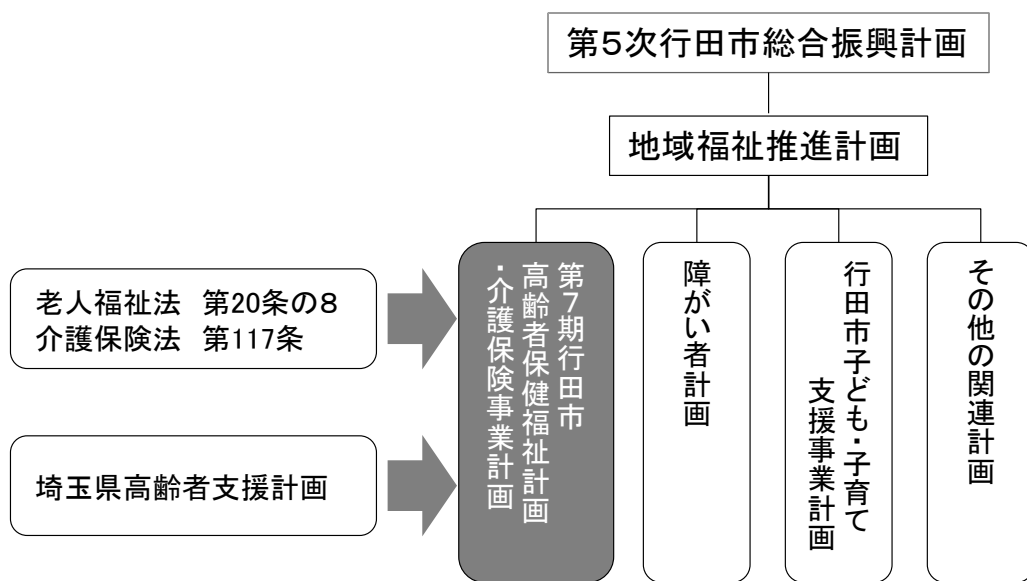 第5次行田市総合振興計画
地域福祉推進計画
老人福祉法　第20条の8
介護保険法　第117条
埼玉県高齢者支援計画
第7期行田市
高齢者保健福祉計画
・介護保険事業計画
障がい者計画
行田市子ども・子育て
支援事業計画
その他の関連計画